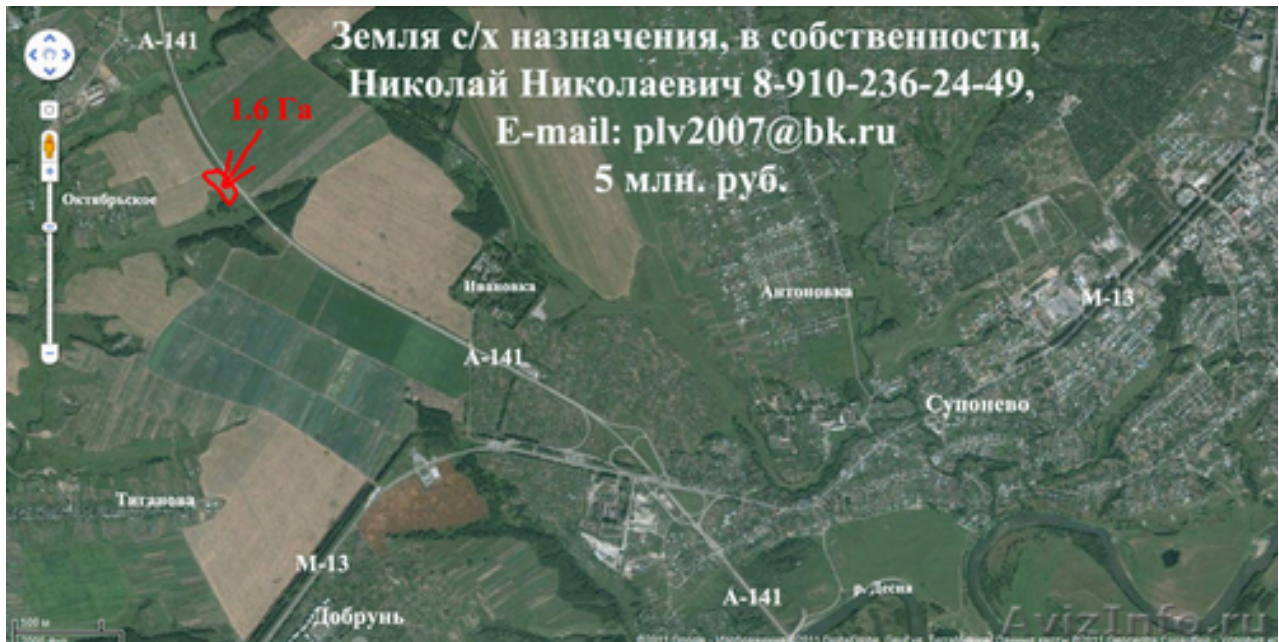 Земля с/х назначения, в собственности,
Николай Николаевич 8-910-236-24-49,
E-mail: plv2007@bk.ru
5 млн. руб.
А-141
1.6 Га
Октябрьское
Ивановка
Антоновка
М-13
А-141
Супонево
Тиганова
М-13
А-141
р. Десна
Добрунь
500 м
AvizInfo.ru